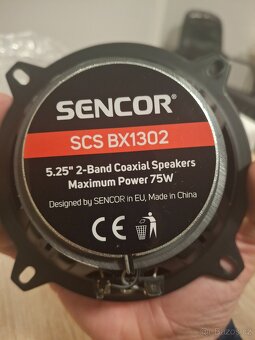 SENCOR®
SCS BX1302
5.25" 2-Band Coaxial Speakers
Maximum Power 75W
Designed by SENCOR in EU, Made in China
CE